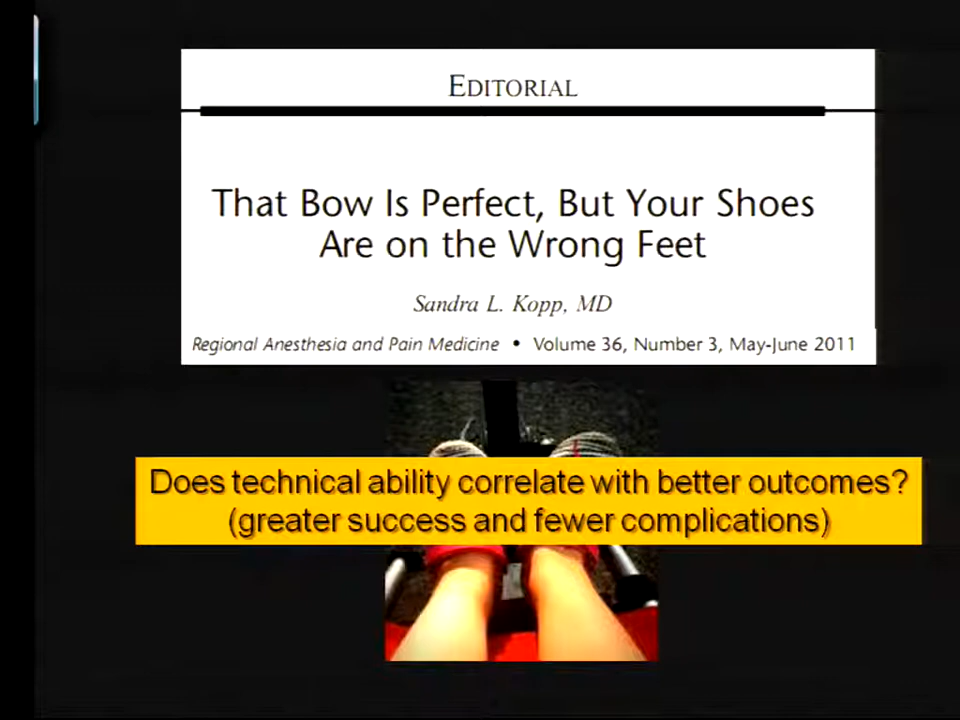 EDITORIAL
That Bow Is Perfect, But Your Shoes
Are on the Wrong Feet
Sandra L. Kopp, MD
Regional Anesthesia and Pain Medicine • Volume 36, Number 3, May-June 2011
Does technical ability correlate with better outcomes?
(greater success and fewer complications)